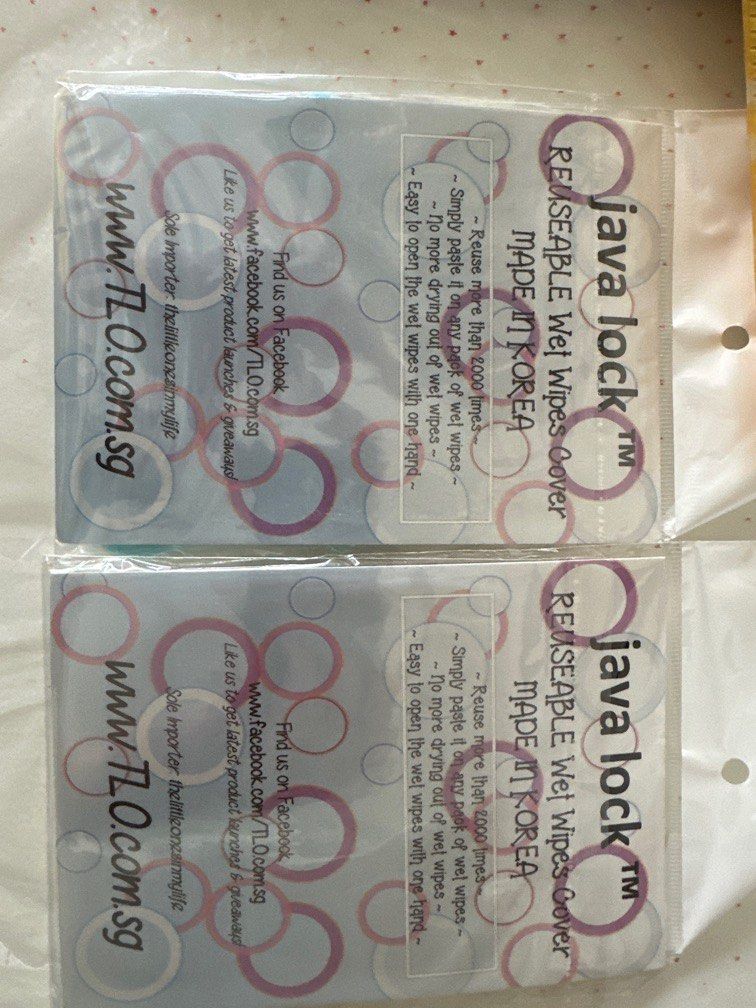 java lock™
REUSEABLE Wet Wipes Cover
MADE IN KOREA
~ Reuse more than 2000 times ~
~ Simply paste it on any pack of wet wipes ~
~ No more drying out of wet wipes ~
~ Easy to open the wet wipes with one hand ~
Find us on Facebook
www.facebook.com/TLO.com.sg
Like us to get latest product launches & giveaways!
Sole Importer: thelittleonesinmylife
www.TLO.com.sg
java lock™
REUSEABLE Wet Wipes Cover
MADE IN KOREA
~ Reuse more than 2000 times ~
~ Simply paste it on any pack of wet wipes ~
~ No more drying out of wet wipes ~
~ Easy to open the wet wipes with one hand ~
Find us on Facebook
www.facebook.com/TLO.com.sg
Like us to get latest product launches & giveaways!
Sole Importer: thelittleonesinmylife
www.TLO.com.sg